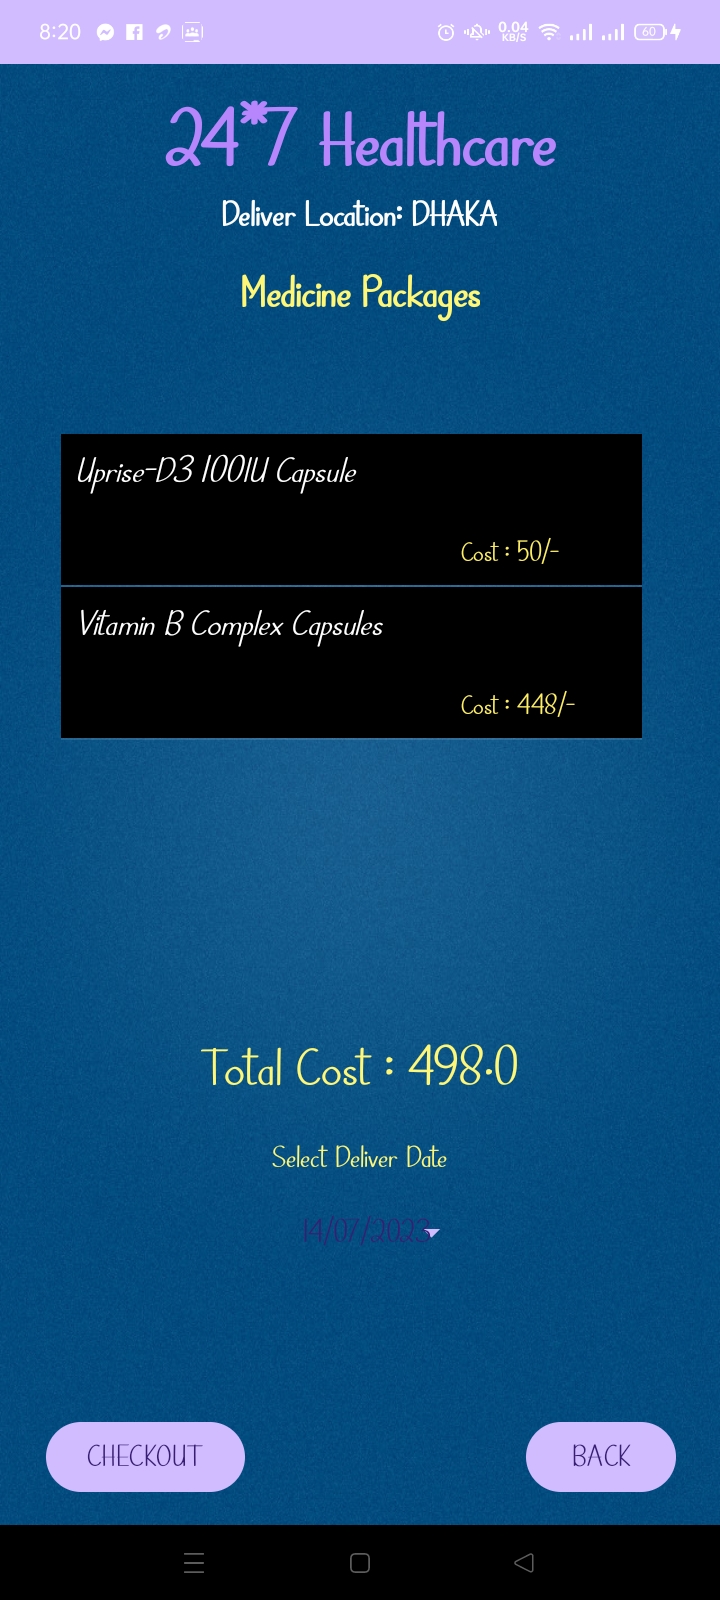 8:20
0.04
KB/S
60
24*7 Healthcare
Deliver Location: DHAKA
Medicine Packages
Uprise-D3 100IU Capsule
Cost : 50/-
Vitamin B Complex Capsules
Cost : 448/-
Total Cost : 498.0
Select Deliver Date
14/07/2023
CHECKOUT
BACK